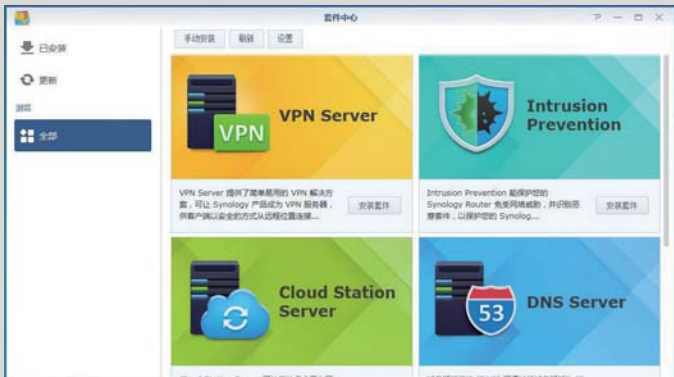 套件中心
已安装
更新
浏览
全部
手动安装 刷新 设置
VPN
VPN Server
VPN Server 提供了简单易用的 VPN 解决方
案，可让 Synology 产品成为 VPN 服务器，
供客户端以安全的方式从远程位置连接...
安装套件
Intrusion
Prevention
Intrusion Prevention 能保护您的
Synology Router 免受网络威胁，并识别恶
意套件，以保护您的 Synolog...
安装套件
Cloud Station
Server
53
DNS Server